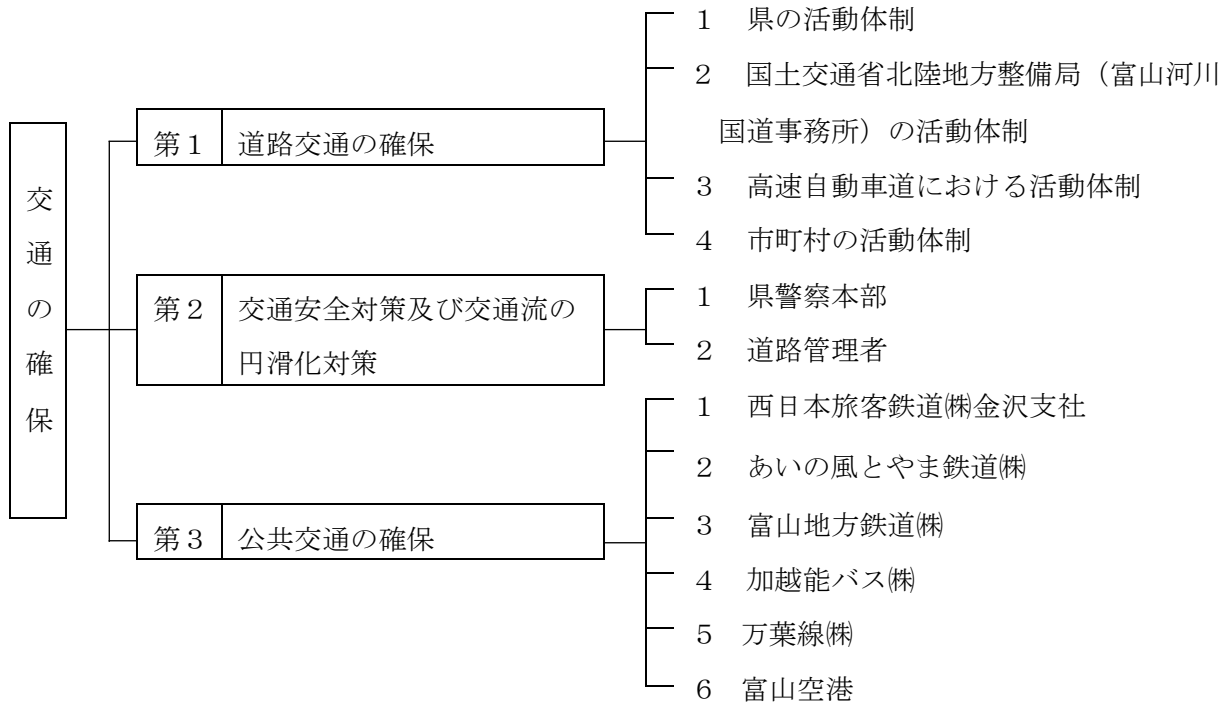 交通の確保
第１　道路交通の確保
１　県の活動体制
２　国土交通省北陸地方整備局（富山河川
国道事務所）の活動体制
３　高速自動車道における活動体制
４　市町村の活動体制
第２　交通安全対策及び交通流の
円滑化対策
１　県警察本部
２　道路管理者
第３　公共交通の確保
１　西日本旅客鉄道㈱金沢支社
２　あいの風とやま鉄道㈱
３　富山地方鉄道㈱
４　加越能バス㈱
５　万葉線㈱
６　富山空港